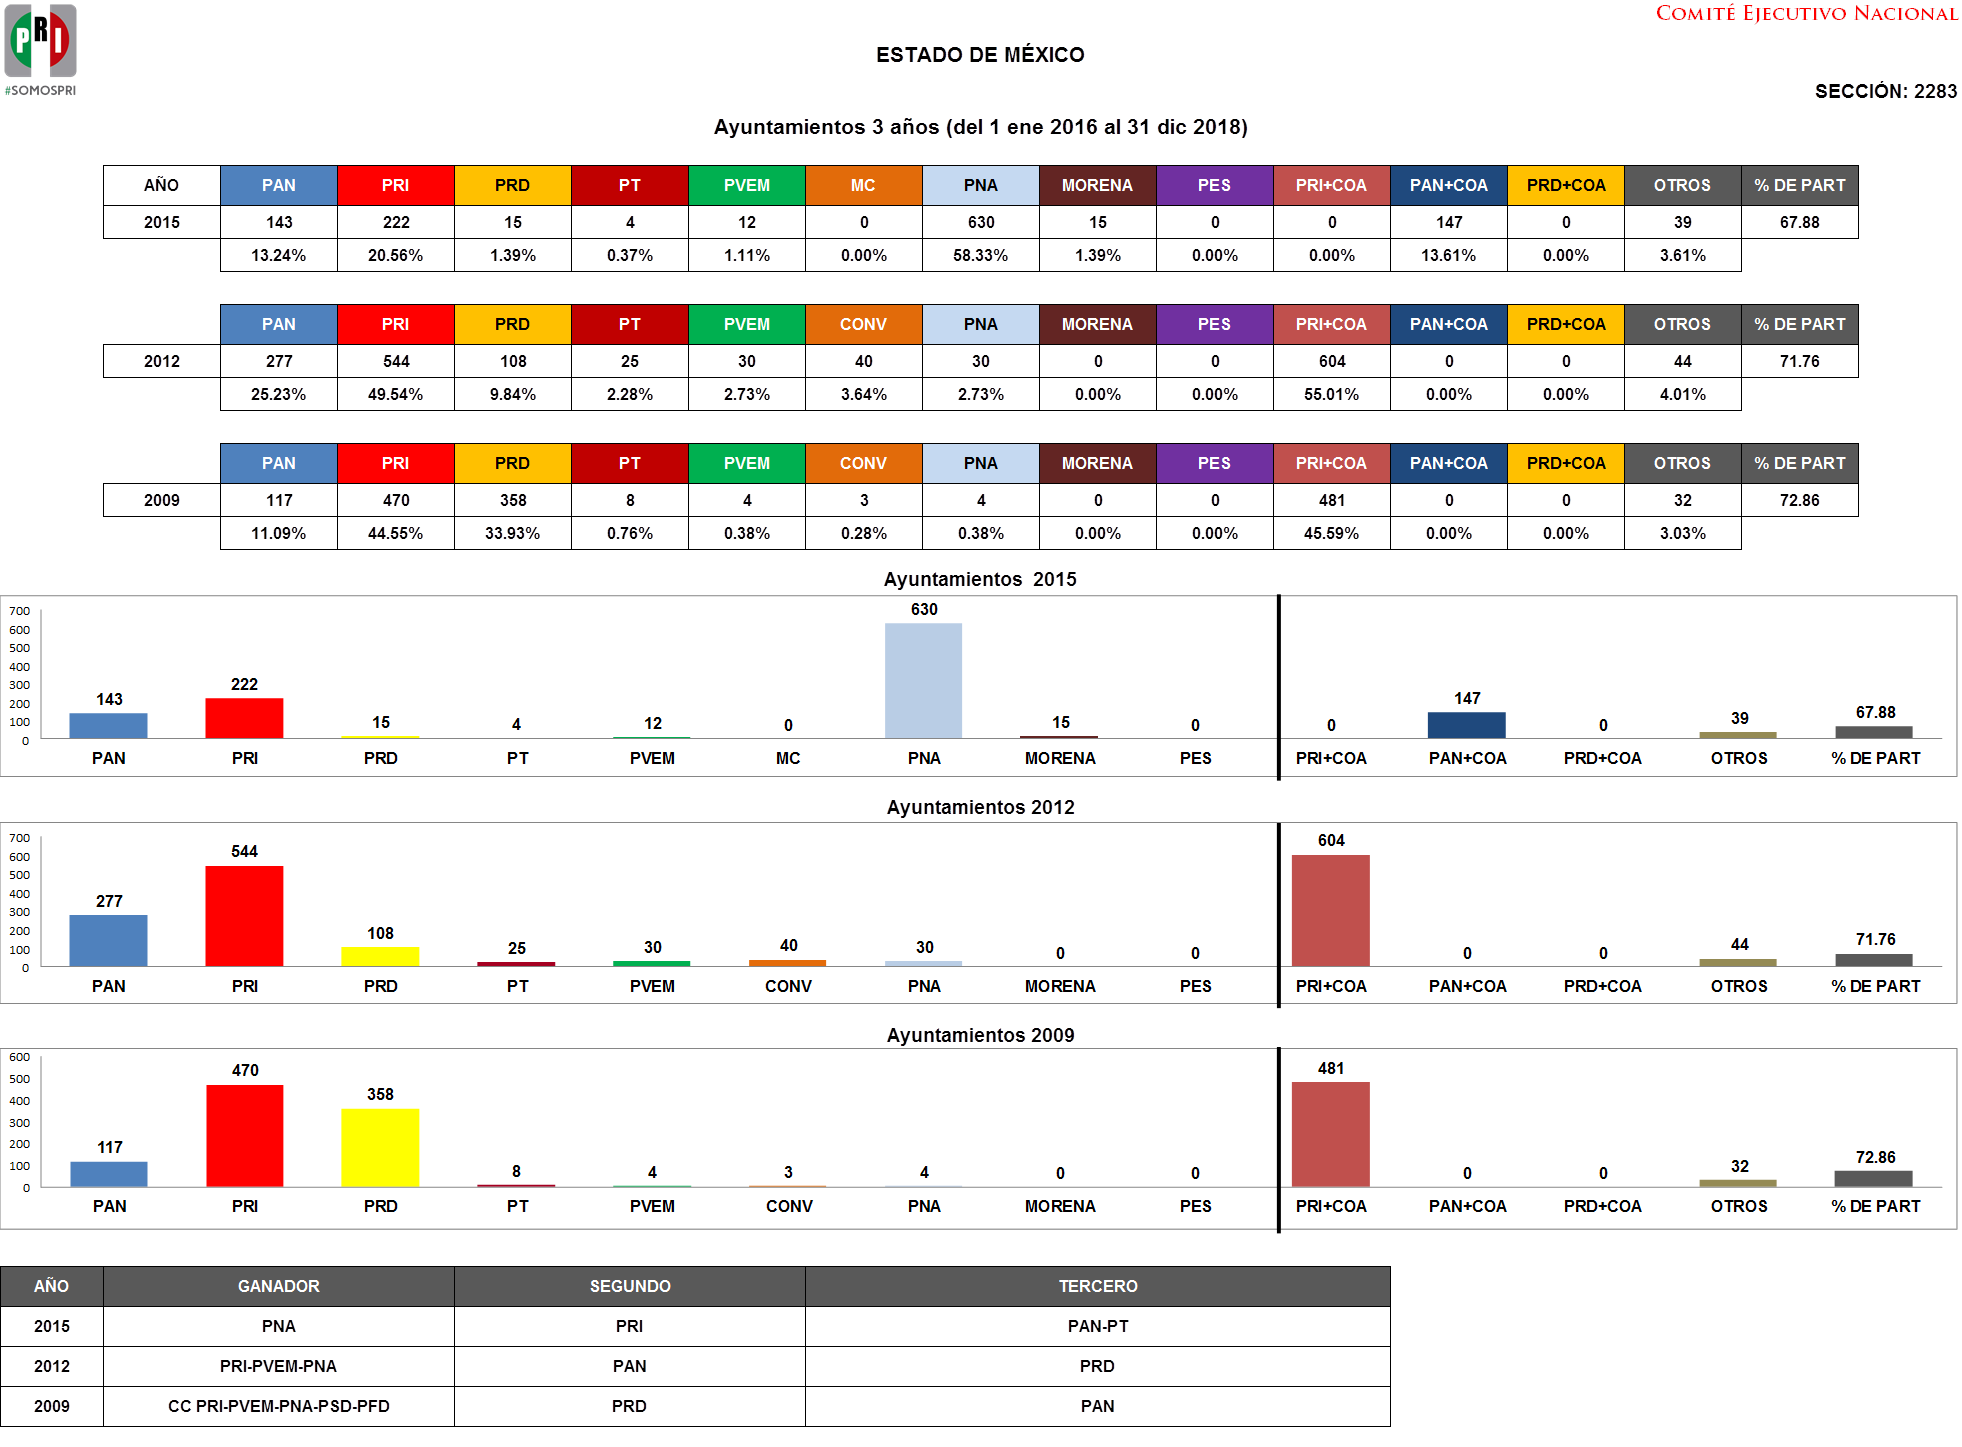 PRI
#SOMOSPRI
COMITÉ EJECUTIVO NACIONAL
ESTADO DE MÉXICO
SECCIÓN: 2283
Ayuntamientos 3 años (del 1 ene 2016 al 31 dic 2018)
AÑO PAN PRI PRD PT PVEM MC PNA MORENA PES PRI+COA PAN+COA PRD+COA OTROS % DE PART
2015 143 222 15 4 12 0 630 15 0 0 147 0 39 67.88
13.24% 20.56% 1.39% 0.37% 1.11% 0.00% 58.33% 1.39% 0.00% 0.00% 13.61% 0.00% 3.61%
PAN PRI PRD PT PVEM CONV PNA MORENA PES PRI+COA PAN+COA PRD+COA OTROS % DE PART
2012 277 544 108 25 30 40 30 0 0 604 0 0 44 71.76
25.23% 49.54% 9.84% 2.28% 2.73% 3.64% 2.73% 0.00% 0.00% 55.01% 0.00% 0.00% 4.01%
PAN PRI PRD PT PVEM CONV PNA MORENA PES PRI+COA PAN+COA PRD+COA OTROS % DE PART
2009 117 470 358 8 4 3 4 0 0 481 0 0 32 72.86
11.09% 44.55% 33.93% 0.76% 0.38% 0.28% 0.38% 0.00% 0.00% 45.59% 0.00% 0.00% 3.03%
Ayuntamientos 2015
700
600
500
400
300
200
100
0
143 222 15 4 12 0 630 15 0 0 147 0 39 67.88
PAN PRI PRD PT PVEM MC PNA MORENA PES PRI+COA PAN+COA PRD+COA OTROS % DE PART
Ayuntamientos 2012
700
600
500
400
300
200
100
0
277 544 108 25 30 40 30 0 0 604 0 0 44 71.76
PAN PRI PRD PT PVEM CONV PNA MORENA PES PRI+COA PAN+COA PRD+COA OTROS % DE PART
Ayuntamientos 2009
600
500
400
300
200
100
0
117 470 358 8 4 3 4 0 0 481 0 0 32 72.86
PAN PRI PRD PT PVEM CONV PNA MORENA PES PRI+COA PAN+COA PRD+COA OTROS % DE PART
AÑO GANADOR SEGUNDO TERCERO
2015 PNA PRI PAN-PT
2012 PRI-PVEM-PNA PAN PRD
2009 CC PRI-PVEM-PNA-PSD-PFD PRD PAN